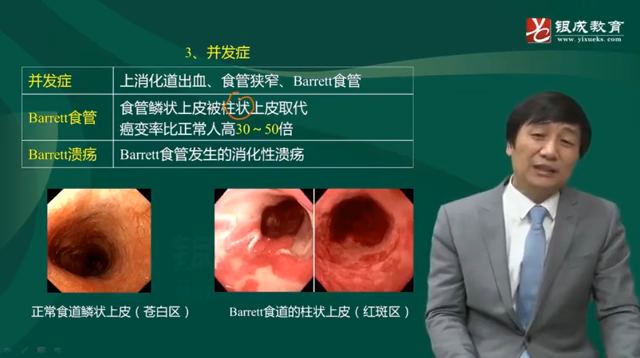 银成教育
www.yixueks.com
3、并发症
并发症 上消化道出血、食管狭窄、Barrett食管
Barrett食管 食管鳞状上皮被柱状上皮取代
癌变率比正常人高30～50倍
Barrett溃疡 Barrett食管发生的消化性溃疡
正常食道鳞状上皮（苍白区）
Barrett食道的柱状上皮（红斑区）